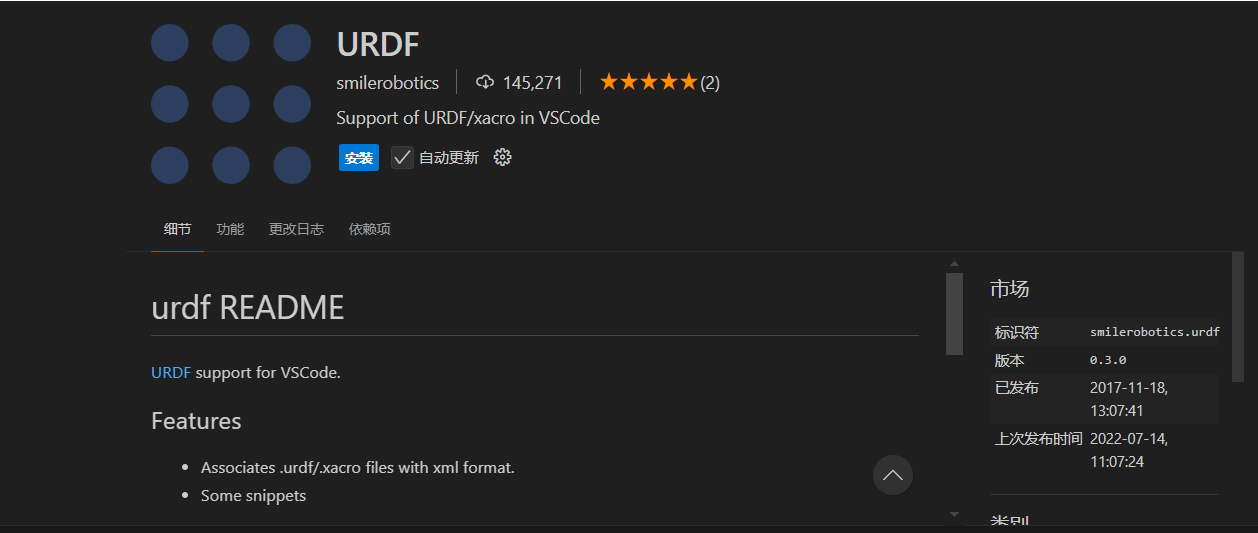 URDF
smilerobotics 145,271 (2)
Support of URDF/xacro in VSCode
安装 自动更新
细节 功能 更改日志 依赖项
urdf README
URDF support for VSCode.
Features
Associates .urdf/.xacro files with xml format.
Some snippets
市场
标识符 smilerobotics.urdf
版本 0.3.0
已发布 2017-11-18,
13:07:41
上次发布时间 2022-07-14,
11:07:24
类别